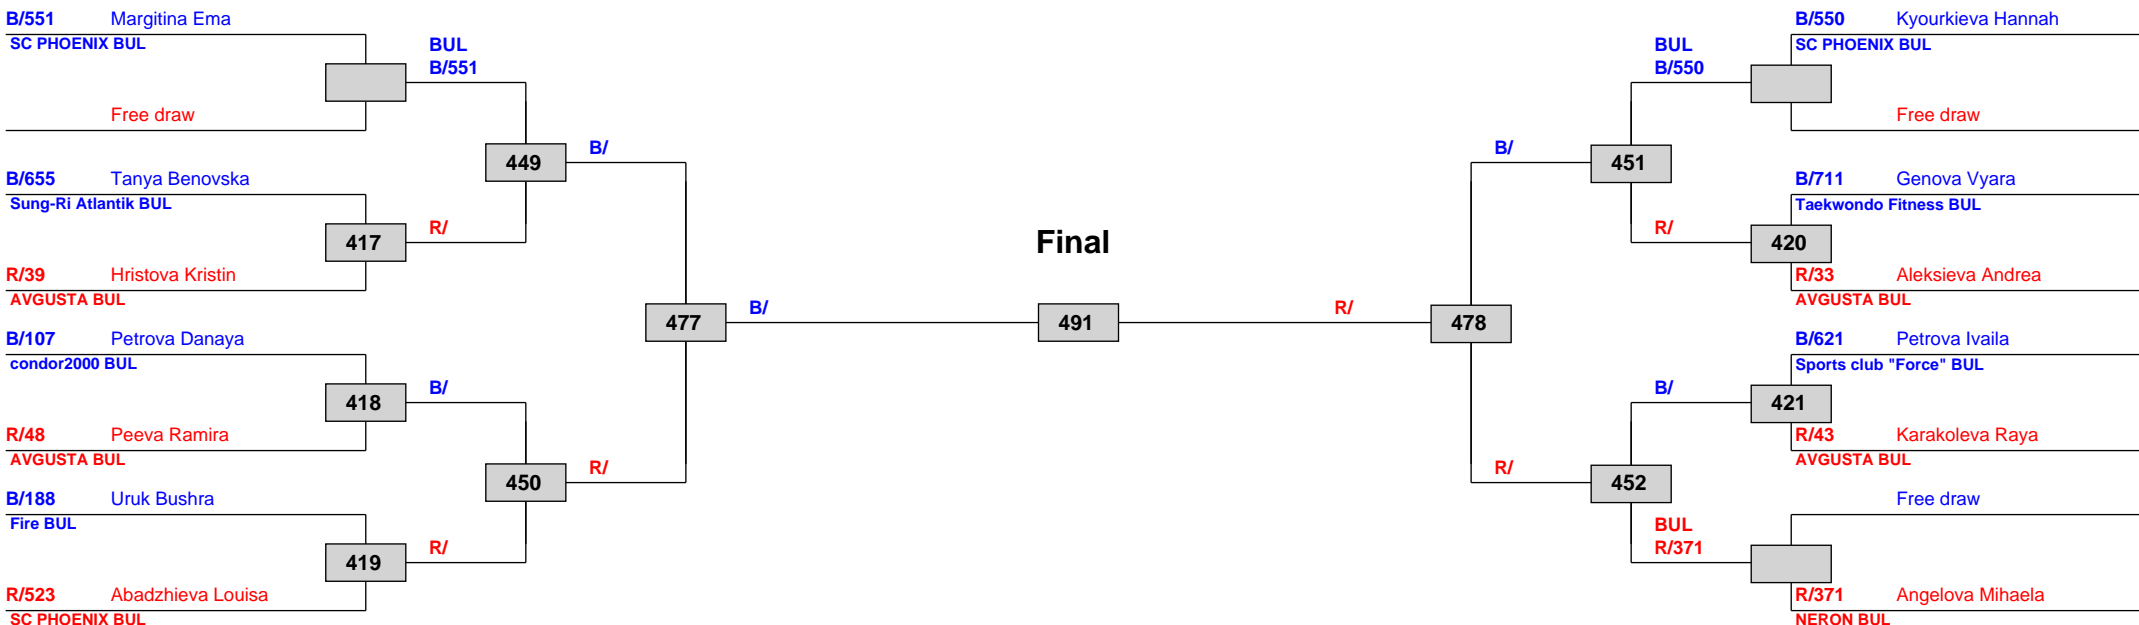 B/551 Margitina Ema
SC PHOENIX BUL
Free draw
BUL
B/551
B/655 Tanya Benovska
Sung-Ri Atlantik BUL
417
R/
R/39 Hristova Kristin
AVGUSTA BUL
449
B/
B/107 Petrova Danaya
condor2000 BUL
418
B/
R/48 Peeva Ramira
AVGUSTA BUL
450
R/
B/188 Uruk Bushra
Fire BUL
419
R/
R/523 Abadzhieva Louisa
SC PHOENIX BUL
477
B/
Final
491
R/
478
B/
451
BUL
B/550
B/550 Kyourkieva Hannah
SC PHOENIX BUL
Free draw
B/711 Genova Vyara
Taekwondo Fitness BUL
R/
420
R/33 Aleksieva Andrea
AVGUSTA BUL
B/621 Petrova Ivaila
Sports club "Force" BUL
B/
421
R/43 Karakoleva Raya
AVGUSTA BUL
R/
452
Free draw
BUL
R/371
R/371 Angelova Mihaela
NERON BUL